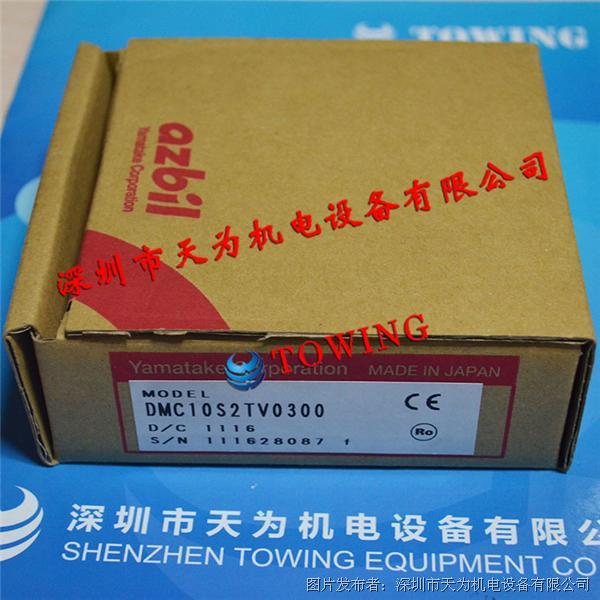 TOWING
azbil
Yamatake Corporation
深圳市天为机电设备有限公司
TOWING
Yamatake Corporation MADE IN JAPAN
MODEL
DMC10S2TV0300
D/C 1116
S/N 111628087 f
CE
Ro
深圳市天为机电设备有限公司
SHENZHEN TOWING EQUIPMENT CO
图片发布者：深圳市天为机电设备有限公司